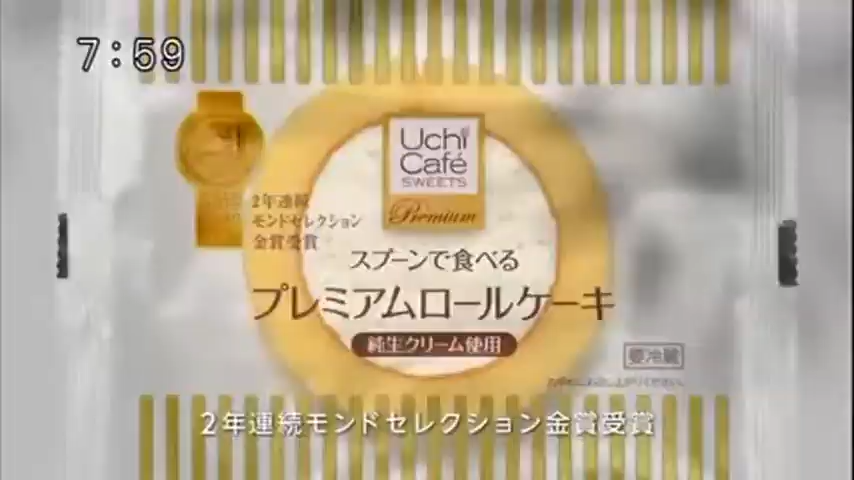 7:59
Uchi
Café
SWEETS
Premium
2年連続
モンドセレクション
金賞受賞
スプーンで食べる
プレミアムロールケーキ
純生クリーム使用
要冷蔵
2年連続モンドセレクション金賞受賞